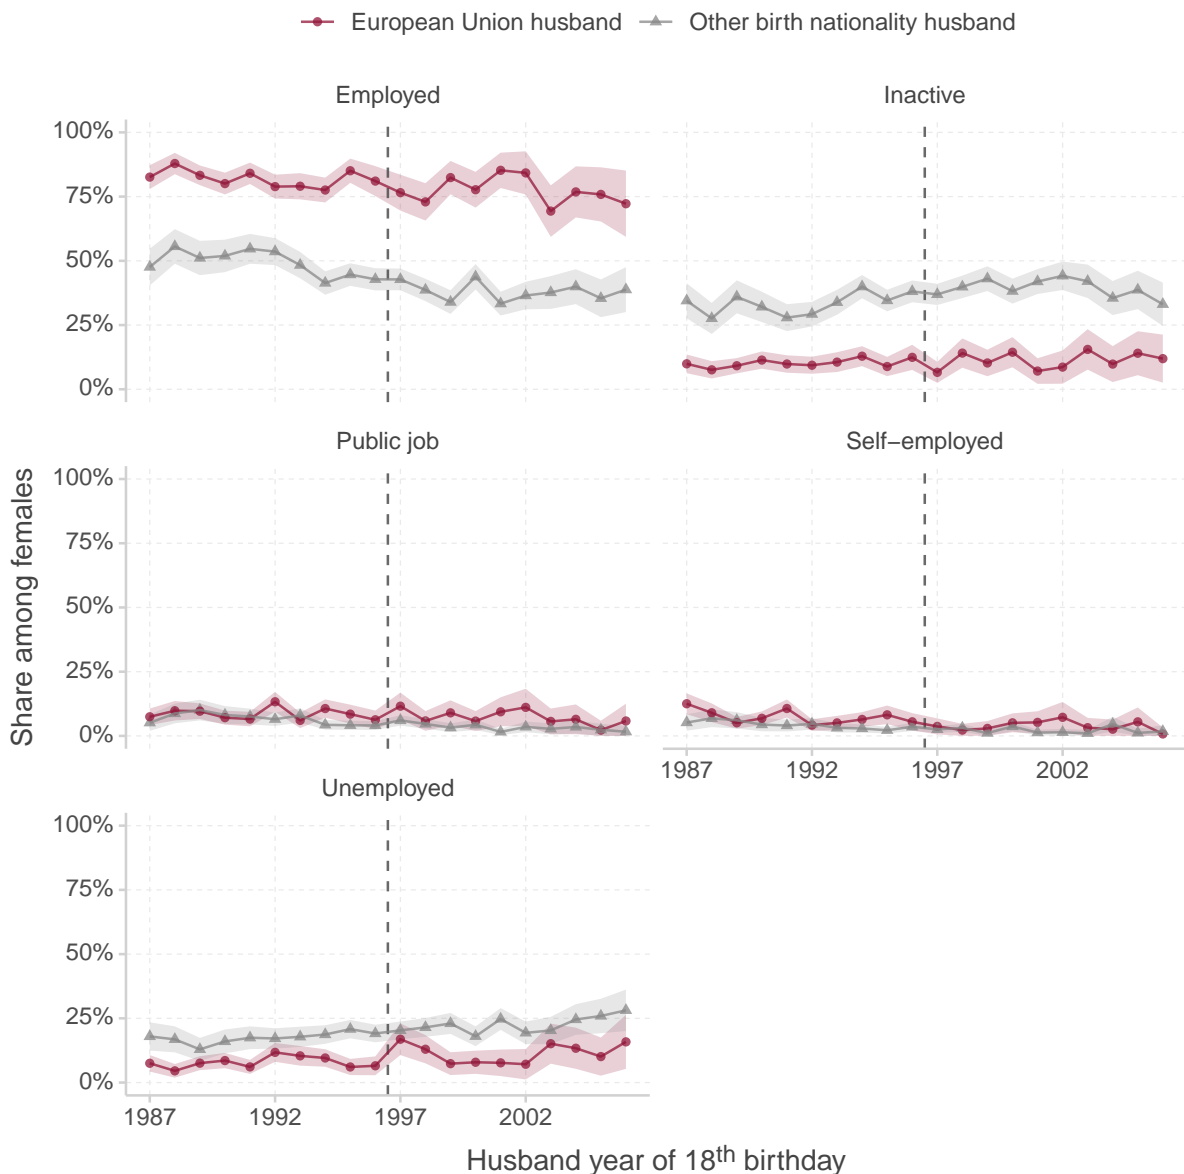 European Union husband Other birth nationality husband
Employed Inactive
100%
75%
50%
25%
0%
Public job Self−employed
100%
75%
50%
25%
0%
1987 1992 1997 2002
Unemployed
100%
75%
50%
25%
0%
1987 1992 1997 2002
Share among females
Husband year of 18th birthday